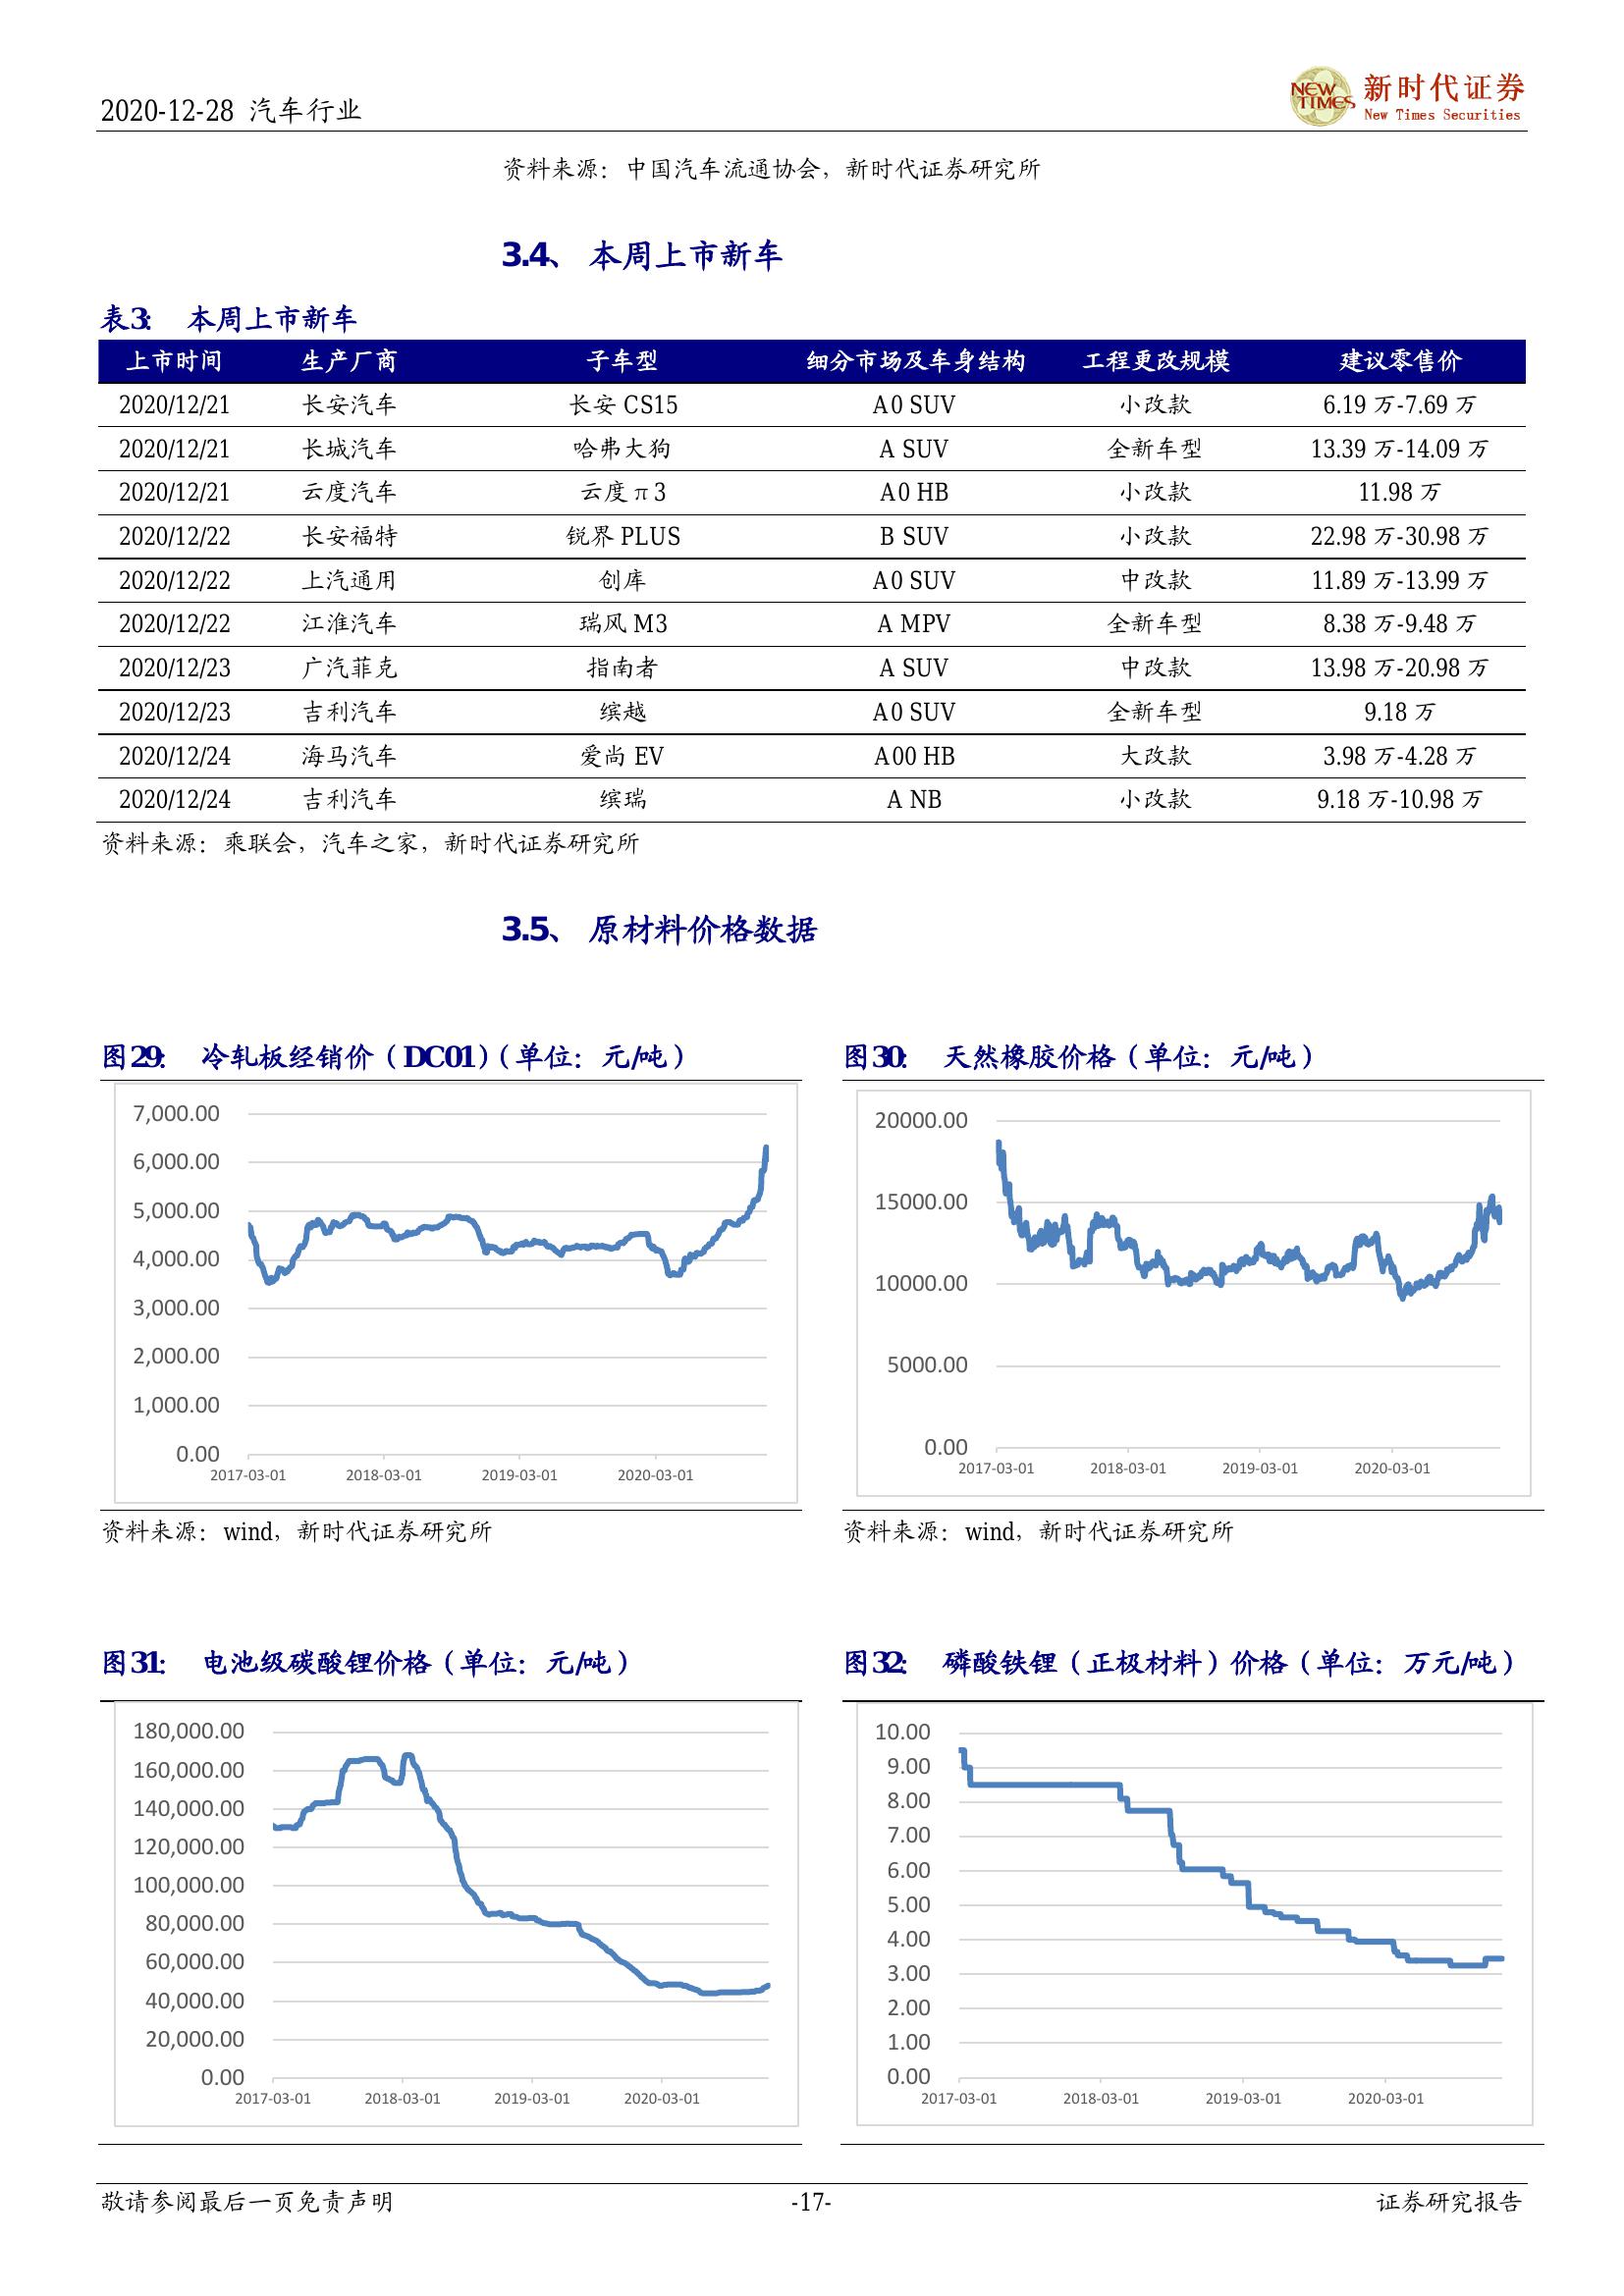 2020-12-28 汽车行业
NEW TIMES 新时代证券
New Times Securities
资料来源：中国汽车流通协会，新时代证券研究所
3.4、 本周上市新车
表3： 本周上市新车
上市时间 生产厂商 子车型 细分市场及车身结构 工程更改规模 建议零售价
2020/12/21 长安汽车 长安 CS15 A0 SUV 小改款 6.19 万-7.69 万
2020/12/21 长城汽车 哈弗大狗 A SUV 全新车型 13.39 万-14.09 万
2020/12/21 云度汽车 云度 π3 A0 HB 小改款 11.98 万
2020/12/22 长安福特 锐界 PLUS B SUV 小改款 22.98 万-30.98 万
2020/12/22 上汽通用 创库 A0 SUV 中改款 11.89 万-13.99 万
2020/12/22 江淮汽车 瑞风 M3 A MPV 全新车型 8.38 万-9.48 万
2020/12/23 广汽菲克 指南者 A SUV 中改款 13.98 万-20.98 万
2020/12/23 吉利汽车 缤越 A0 SUV 全新车型 9.18 万
2020/12/24 海马汽车 爱尚 EV A00 HB 大改款 3.98 万-4.28 万
2020/12/24 吉利汽车 缤瑞 A NB 小改款 9.18 万-10.98 万
资料来源：乘联会，汽车之家，新时代证券研究所
3.5、 原材料价格数据
图29： 冷轧板经销价（DC01）（单位：元/吨）
7,000.00
6,000.00
5,000.00
4,000.00
3,000.00
2,000.00
1,000.00
0.00
2017-03-01 2018-03-01 2019-03-01 2020-03-01
资料来源：wind，新时代证券研究所
图30： 天然橡胶价格（单位：元/吨）
20000.00
15000.00
10000.00
5000.00
0.00
2017-03-01 2018-03-01 2019-03-01 2020-03-01
资料来源：wind，新时代证券研究所
图31： 电池级碳酸锂价格（单位：元/吨）
180,000.00
160,000.00
140,000.00
120,000.00
100,000.00
80,000.00
60,000.00
40,000.00
20,000.00
0.00
2017-03-01 2018-03-01 2019-03-01 2020-03-01
图32： 磷酸铁锂（正极材料）价格（单位：万元/吨）
10.00
9.00
8.00
7.00
6.00
5.00
4.00
3.00
2.00
1.00
0.00
2017-03-01 2018-03-01 2019-03-01 2020-03-01
敬请参阅最后一页免责声明 -17- 证券研究报告